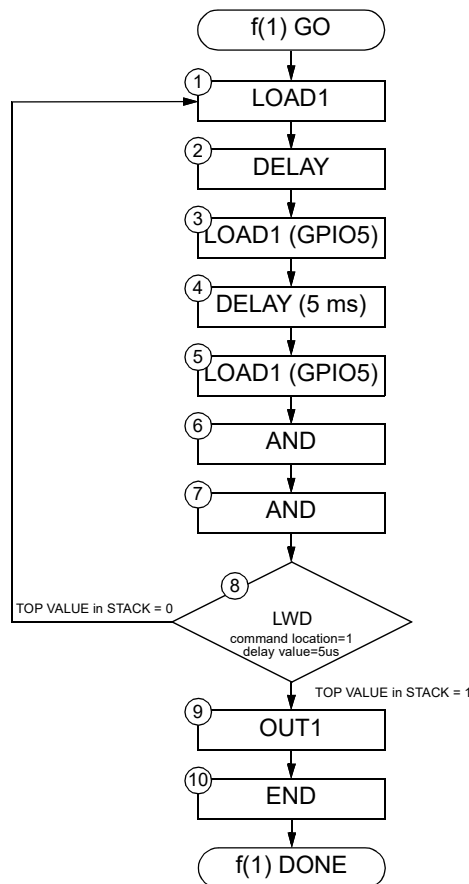 f(1) GO
1
LOAD1
2
DELAY
3
LOAD1 (GPIO5)
4
DELAY (5 ms)
5
LOAD1 (GPIO5)
6
AND
7
AND
8
TOP VALUE in STACK = 0
LWD
command location=1
delay value=5us
TOP VALUE in STACK = 1
9
OUT1
10
END
f(1) DONE